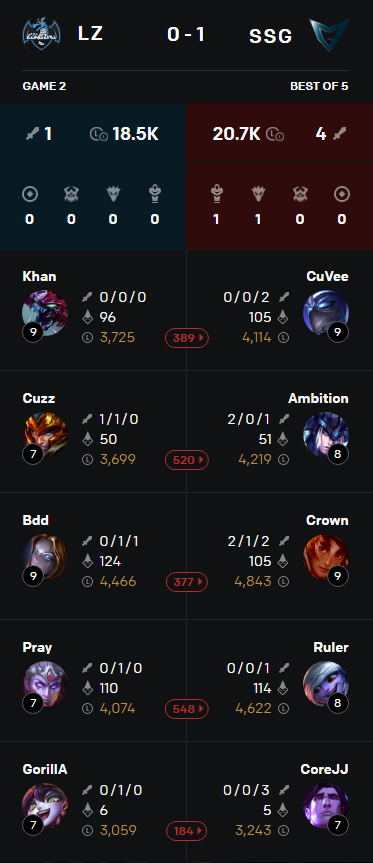 LZ 0 - 1 SSG
GAME 2 BEST OF 5
1 18.5K 20.7K 4
0 0 0 0 1 1 0 0
Khan CuVee
0/0/0 0/0/2
96 105
9 3,725 389 4,114 9
Cuzz Ambition
1/1/0 2/0/1
50 51
7 3,699 520 4,219 8
Bdd Crown
0/1/1 2/1/2
124 105
9 4,466 377 4,843 9
Pray Ruler
0/1/0 0/0/1
110 114
7 4,074 548 4,622 8
GorillA CoreJJ
0/1/0 0/0/3
6 5
7 3,059 184 3,243 7